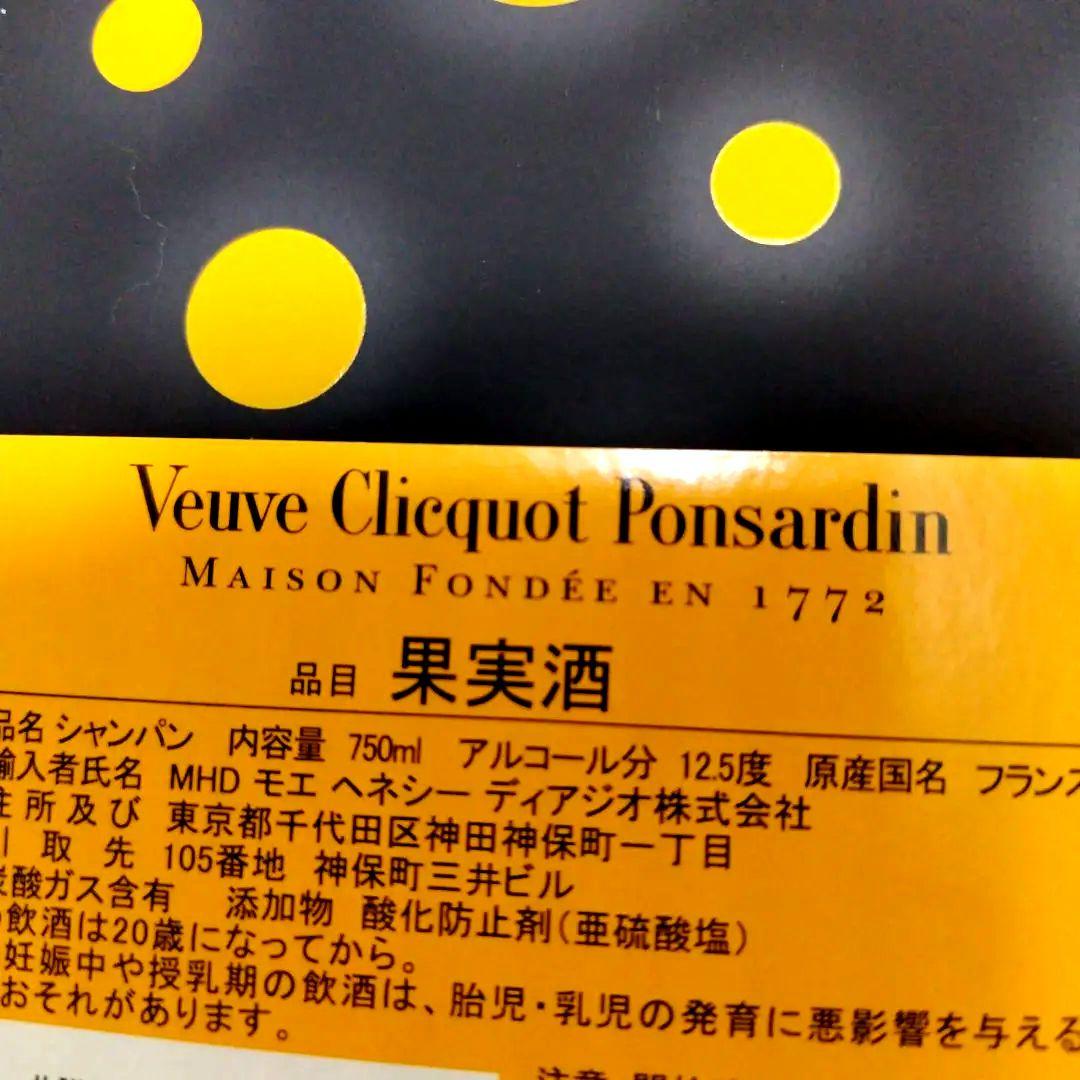 Veuve Clicquot Ponsardin
MAISON FONDÉE EN 1772
品目 果実酒
品名 シャンパン 内容量 750ml アルコール分 12.5度 原産国名 フランス
輸入者氏名 MHD モエ ヘネシー ディアジオ株式会社
住所及び 東京都千代田区神田神保町一丁目
引取先 105番地 神保町三井ビル
炭酸ガス含有 添加物 酸化防止剤(亜硫酸塩)
飲酒は20歳になってから。
妊娠中や授乳期の飲酒は、胎児・乳児の発育に悪影響を与える
おそれがあります。